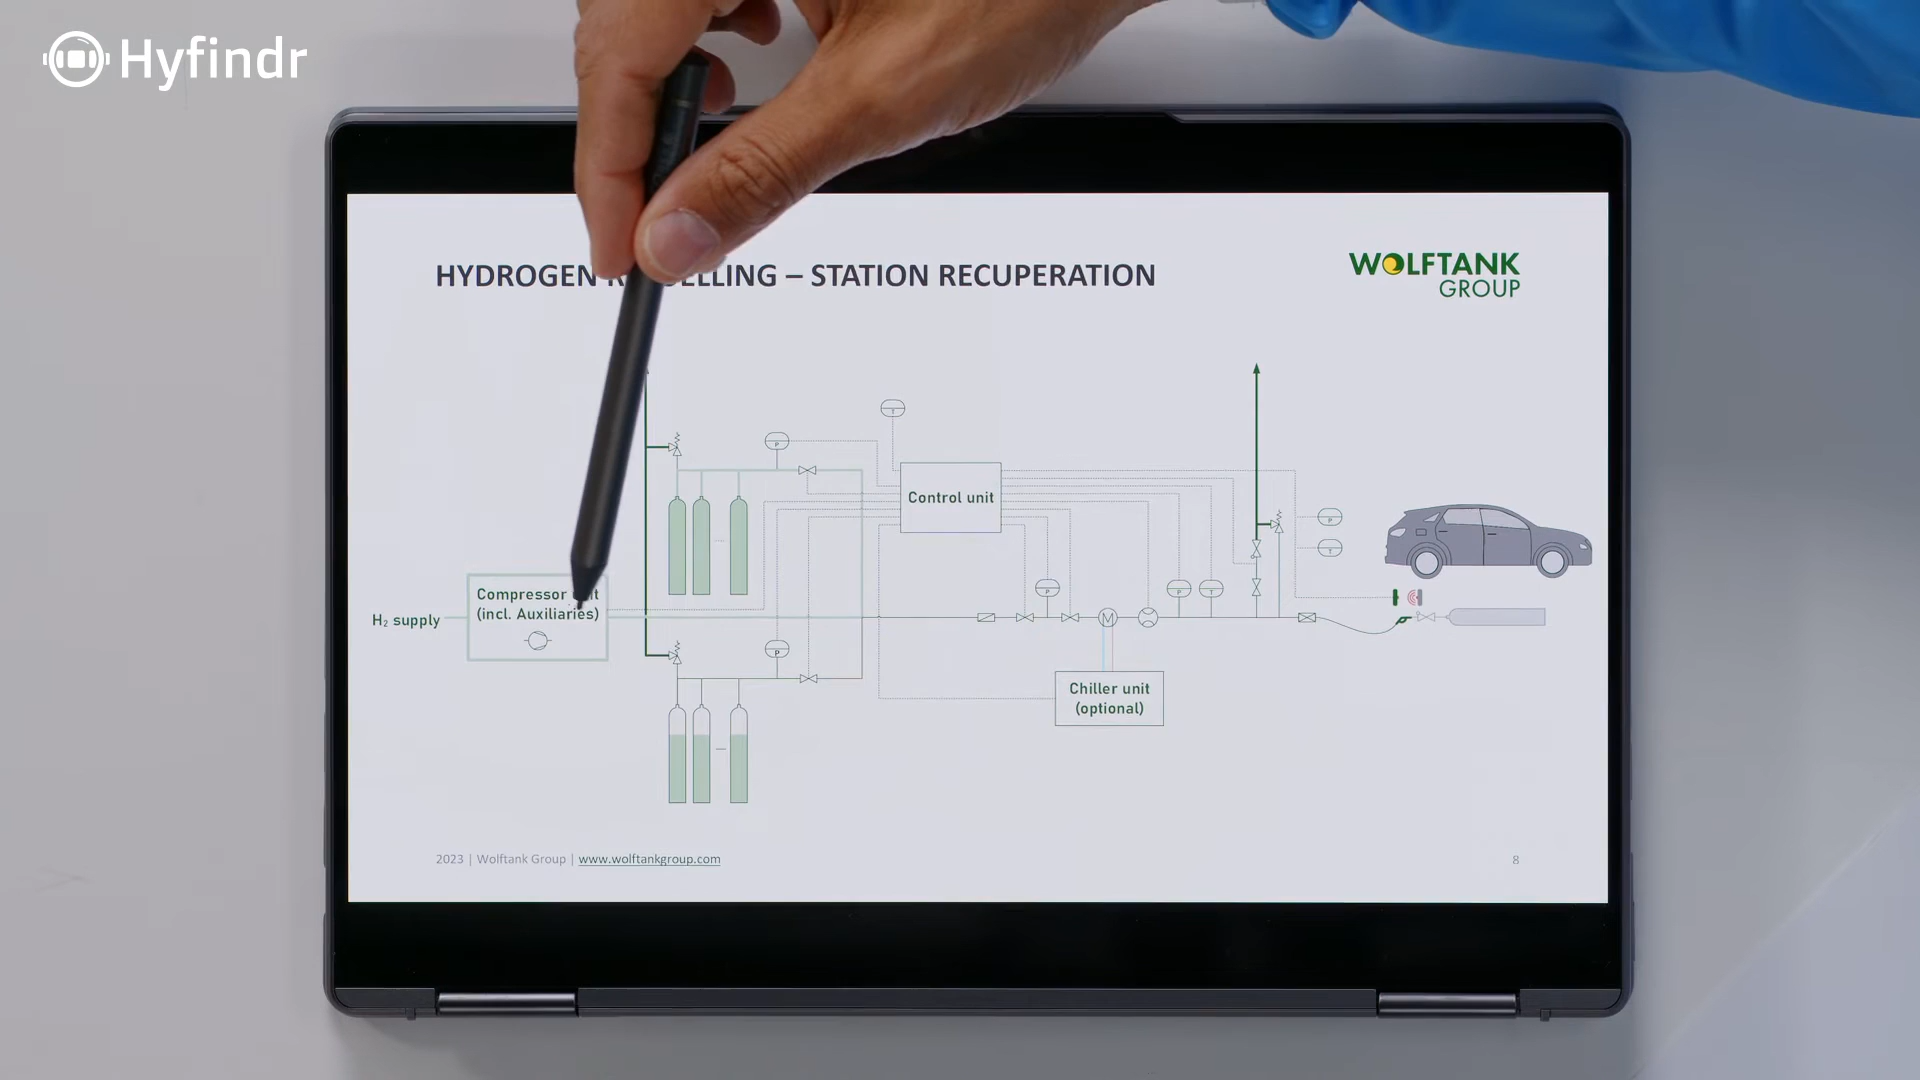 Hyfindr
HYDROGEN R ELLING – STATION RECUPERATION
WOLFTANK
GROUP
T
P
Control unit
P
T
Compressor unit
(incl. Auxiliaries)
H₂ supply
P
P
T
M
P
Chiller unit
(optional)
2023 | Wolftank Group | www.wolftankgroup.com
8